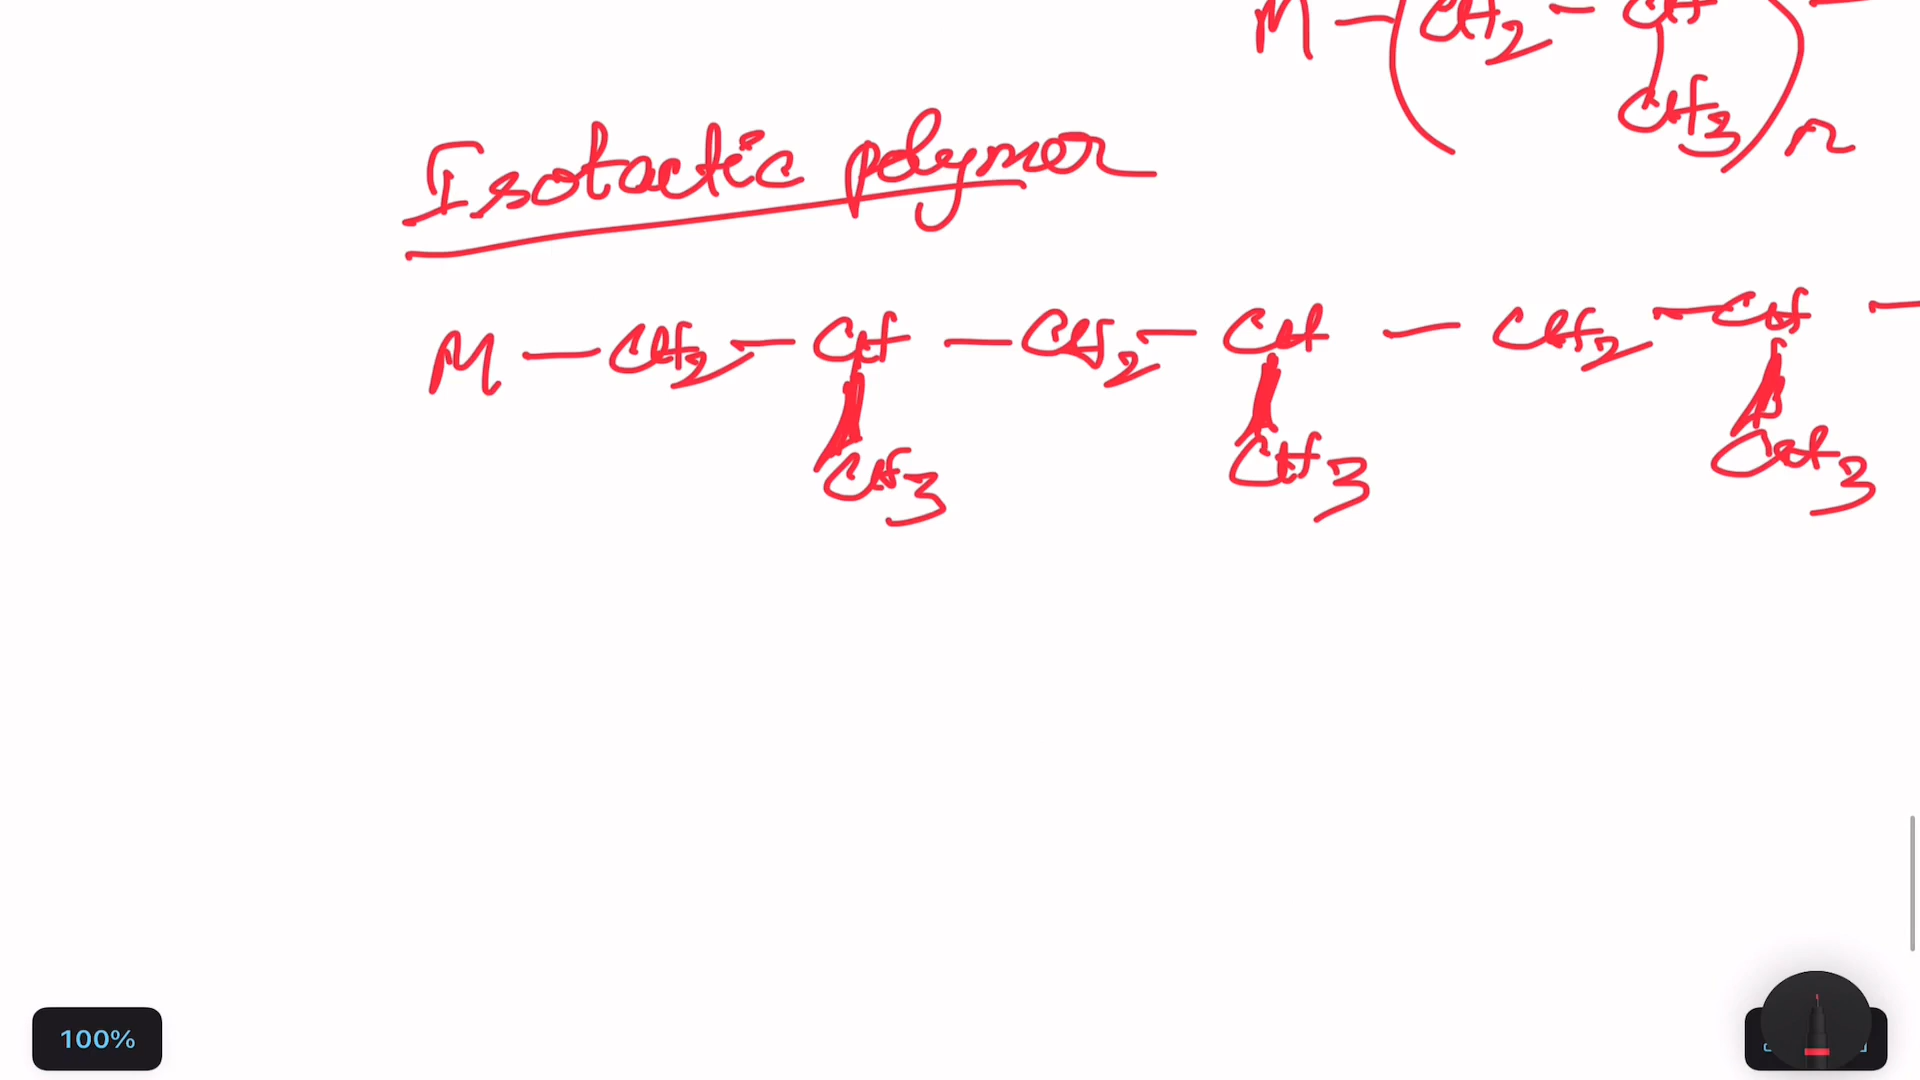 M-(CH2-CH
CH3)n
Isotactic polymer
M-CH2-CH-CH2-CH-CH2-CH-
CH3 CH3 CH3
100%